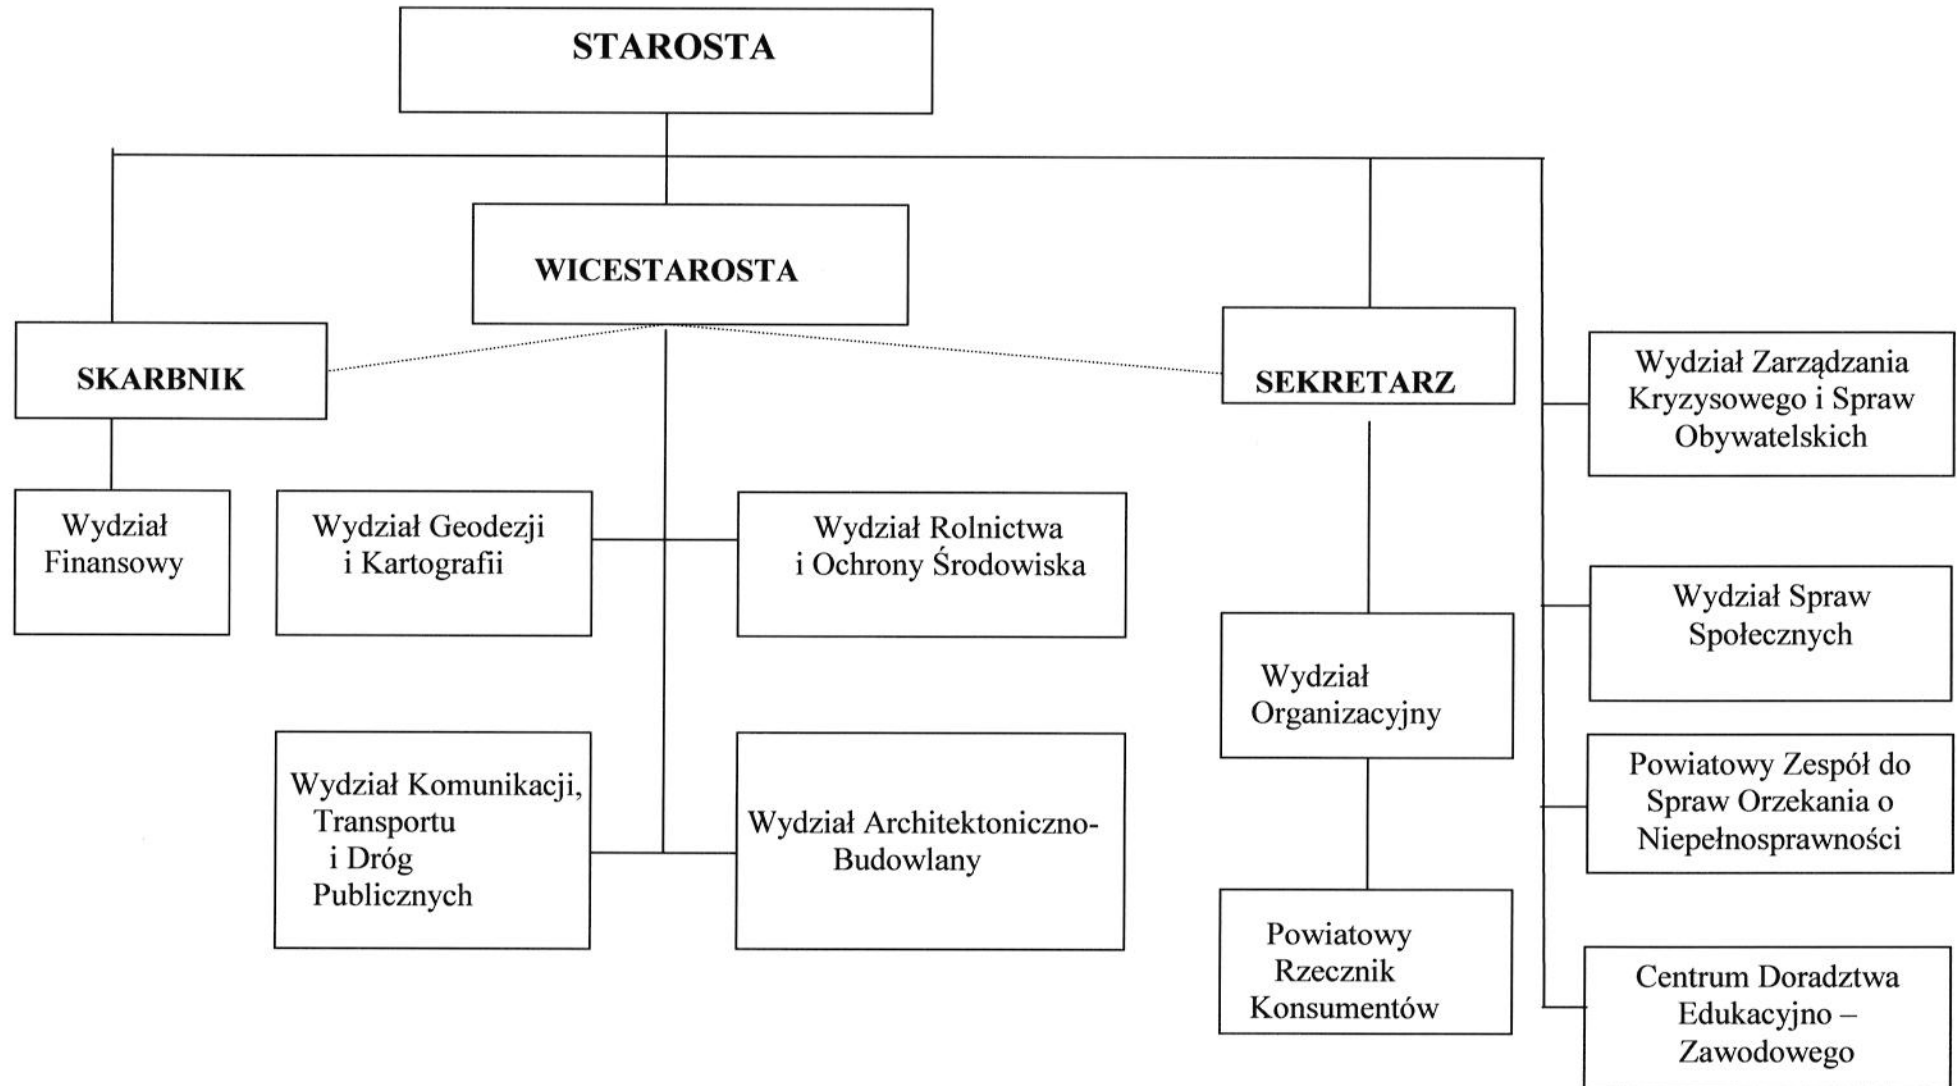 STAROSTA
WICESTAROSTA
SKARBNIK
SEKRETARZ
Wydział Zarządzania
Kryzysowego i Spraw
Obywatelskich
Wydział
Finansowy
Wydział Geodezji
i Kartografii
Wydział Rolnictwa
i Ochrony Środowiska
Wydział Spraw
Społecznych
Wydział
Organizacyjny
Wydział Komunikacji,
Transportu
i Dróg
Publicznych
Wydział Architektoniczno-
Budowlany
Powiatowy Zespół do
Spraw Orzekania o
Niepełnosprawności
Powiatowy
Rzecznik
Konsumentów
Centrum Doradztwa
Edukacyjno –
Zawodowego